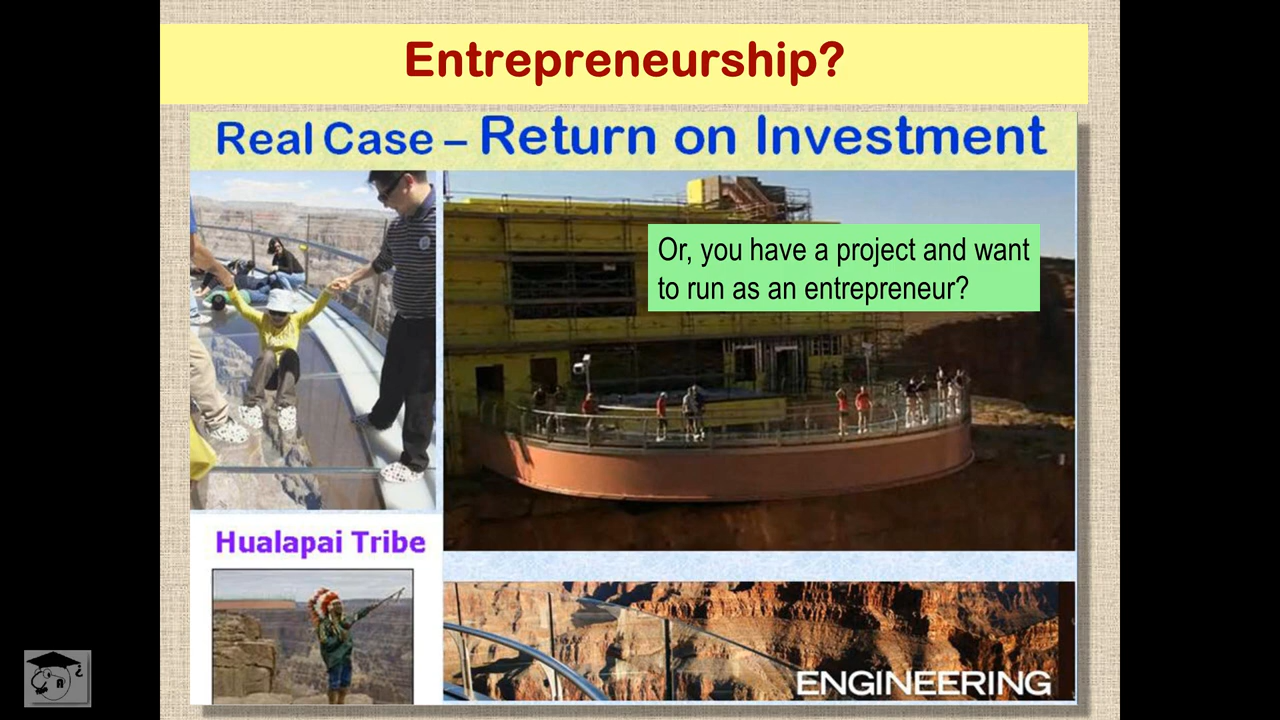 Entrepreneurship?
Real Case – Return on Investment
Or, you have a project and want
to run as an entrepreneur?
Hualapai Tribe
ENGINEERING